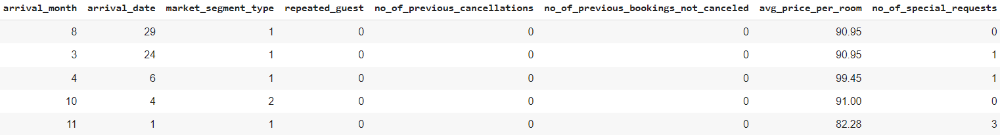 arrival_month arrival_date market_segment_type repeated_guest no_of_previous_cancellations no_of_previous_bookings_not_canceled avg_price_per_room no_of_special_requests
8 29 1 0 0 0 90.95 0
3 24 1 0 0 0 90.95 1
4 6 1 0 0 0 99.45 1
10 4 2 0 0 0 91.00 0
11 1 1 0 0 0 82.28 3